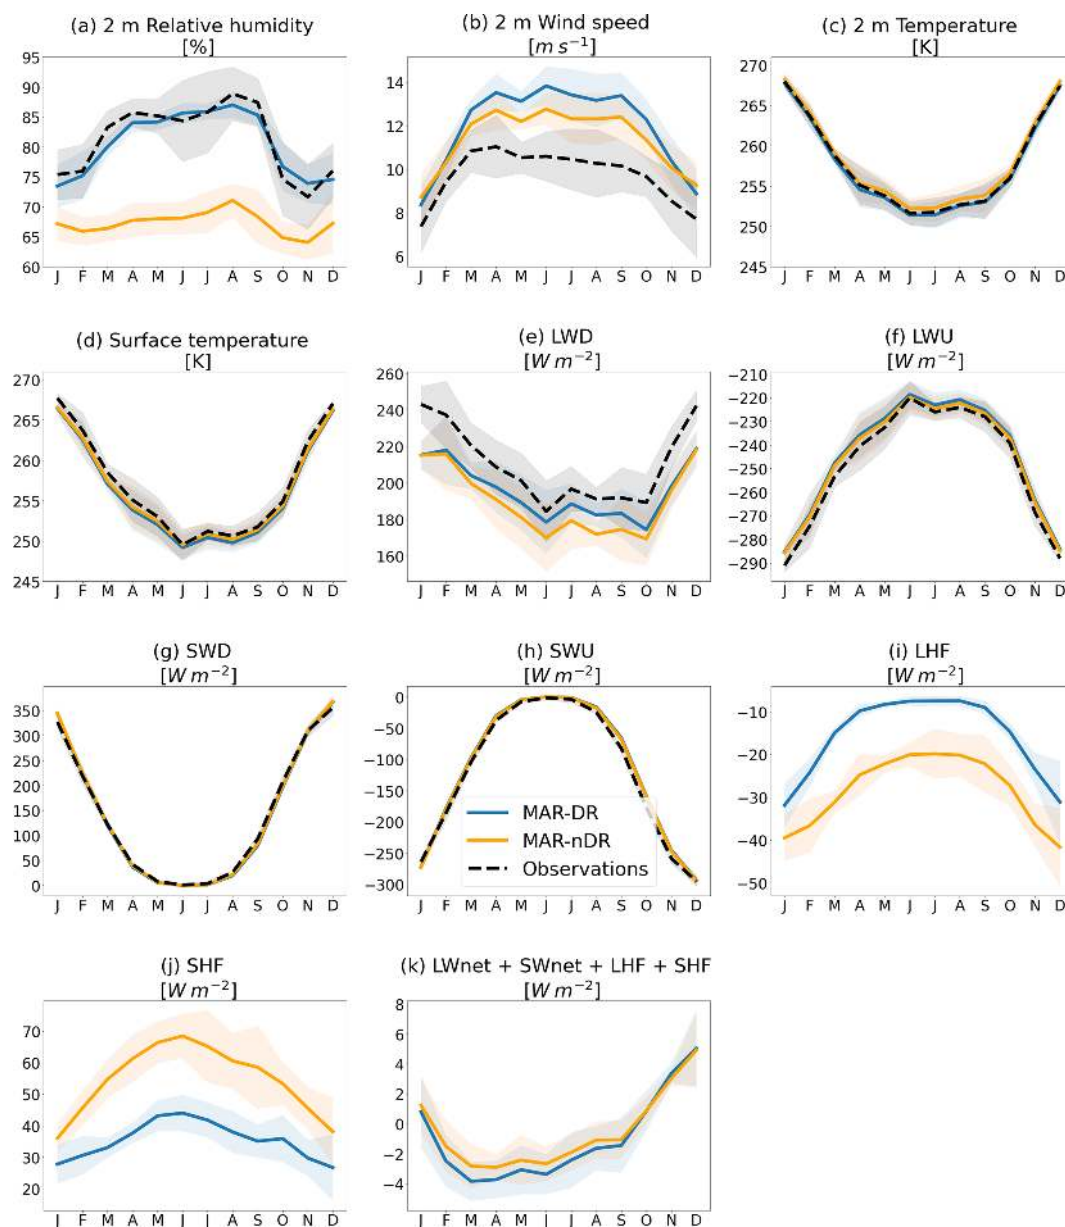 (a) 2 m Relative humidity
[%]
95
90
85
80
75
70
65
60
J F M A M J J A S O N D
(b) 2 m Wind speed
[m s⁻¹]
14
12
10
8
6
J F M A M J J A S O N D
(c) 2 m Temperature
[K]
270
265
260
255
250
245
J F M A M J J A S O N D
(d) Surface temperature
[K]
270
265
260
255
250
245
J F M A M J J A S O N D
(e) LWD
[W m⁻²]
260
240
220
200
180
160
J F M A M J J A S O N D
(f) LWU
[W m⁻²]
−210
−220
−230
−240
−250
−260
−270
−280
−290
J F M A M J J A S O N D
(g) SWD
[W m⁻²]
350
300
250
200
150
100
50
0
J F M A M J J A S O N D
(h) SWU
[W m⁻²]
0
−50
−100
−150
−200
−250
−300
MAR-DR
MAR-nDR
Observations
J F M A M J J A S O N D
(i) LHF
[W m⁻²]
−10
−20
−30
−40
−50
J F M A M J J A S O N D
(j) SHF
[W m⁻²]
70
60
50
40
30
20
J F M A M J J A S O N D
(k) LWnet + SWnet + LHF + SHF
[W m⁻²]
8
6
4
2
0
−2
−4
J F M A M J J A S O N D